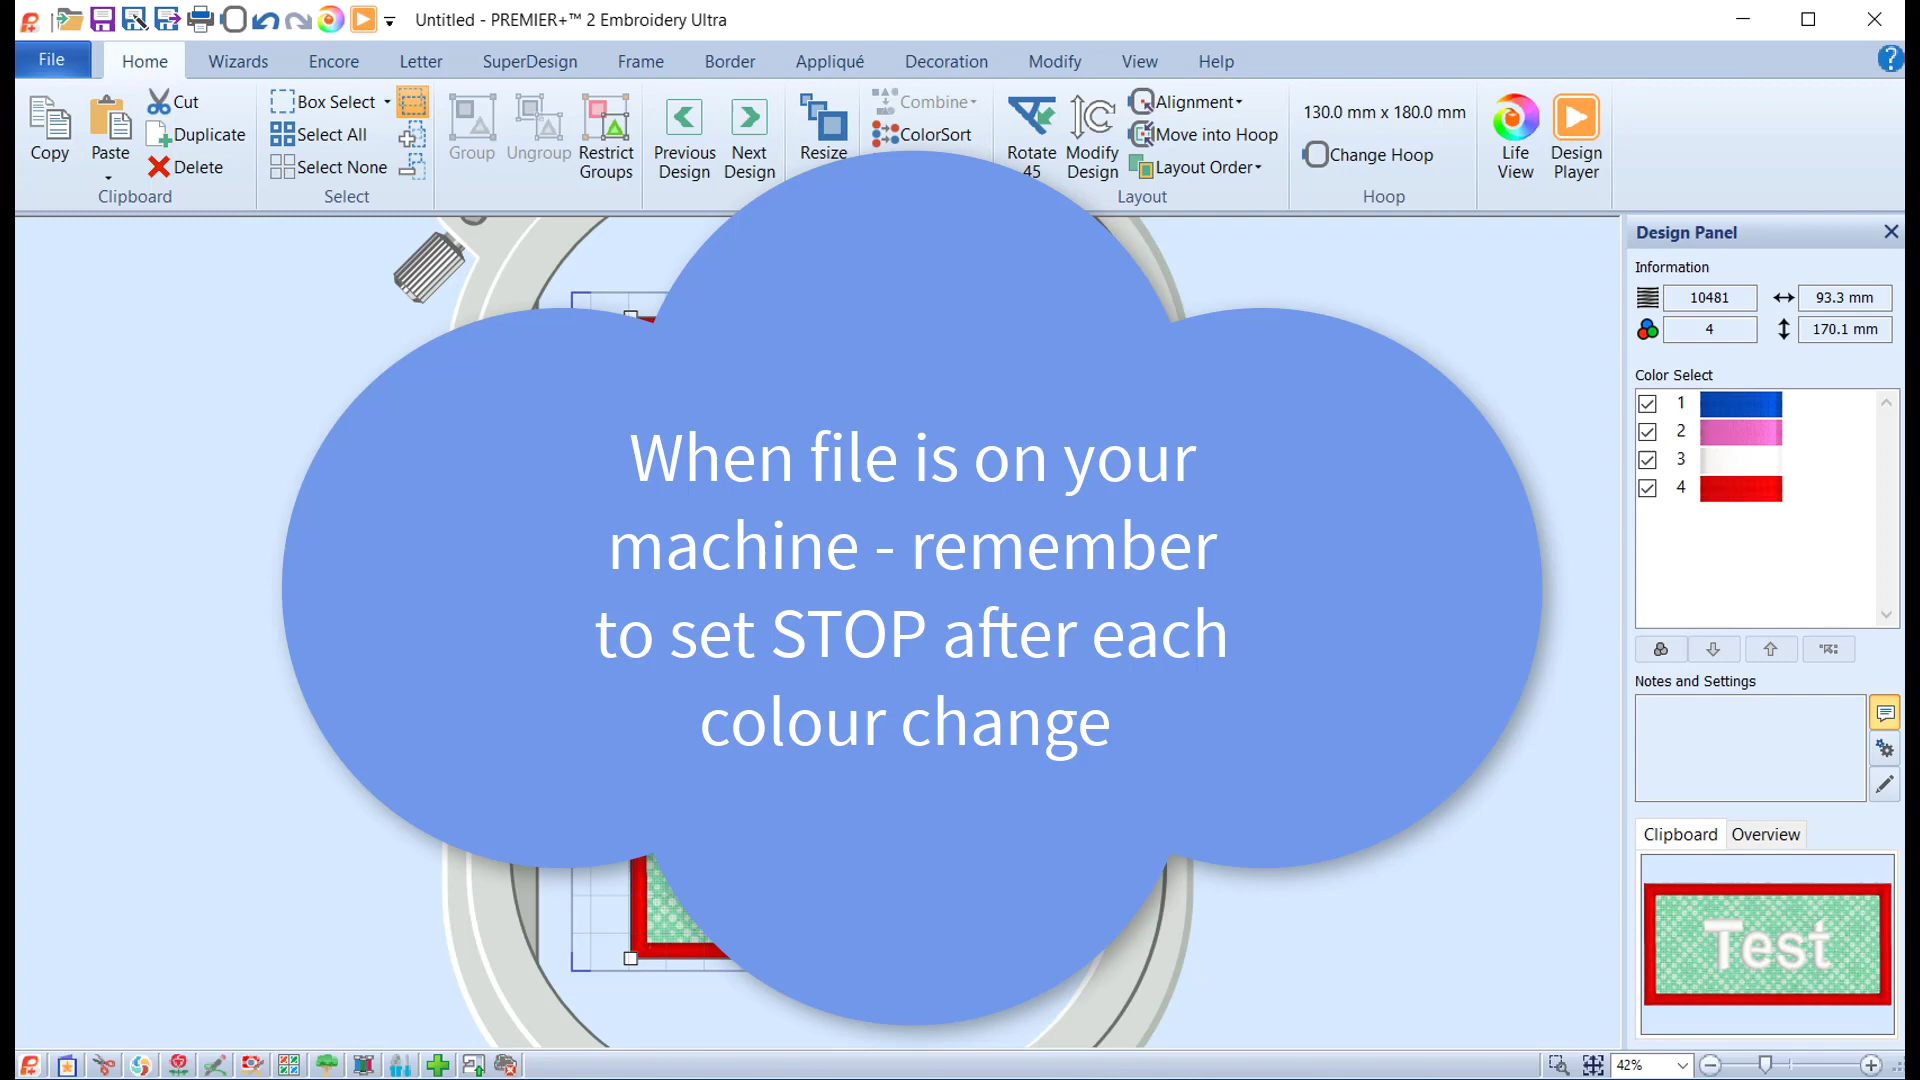 Untitled - PREMIER+™ 2 Embroidery Ultra
File Home Wizards Encore Letter SuperDesign Frame Border Appliqué Decoration Modify View Help
Copy
Paste
Cut
Duplicate
Delete
Clipboard
Box Select
Select All
Select None
Select
Group
Ungroup
Restrict
Groups
Previous
Design
Next
Design
Resize
Combine
ColorSort
Rotate
45
Modify
Design
Alignment
Move into Hoop
Layout Order
Layout
130.0 mm x 180.0 mm
Change Hoop
Hoop
Life
View
Design
Player
When file is on your
machine - remember
to set STOP after each
colour change
Design Panel
Information
10481 93.3 mm
4 170.1 mm
Color Select
1
2
3
4
Notes and Settings
Clipboard Overview
Test
42%